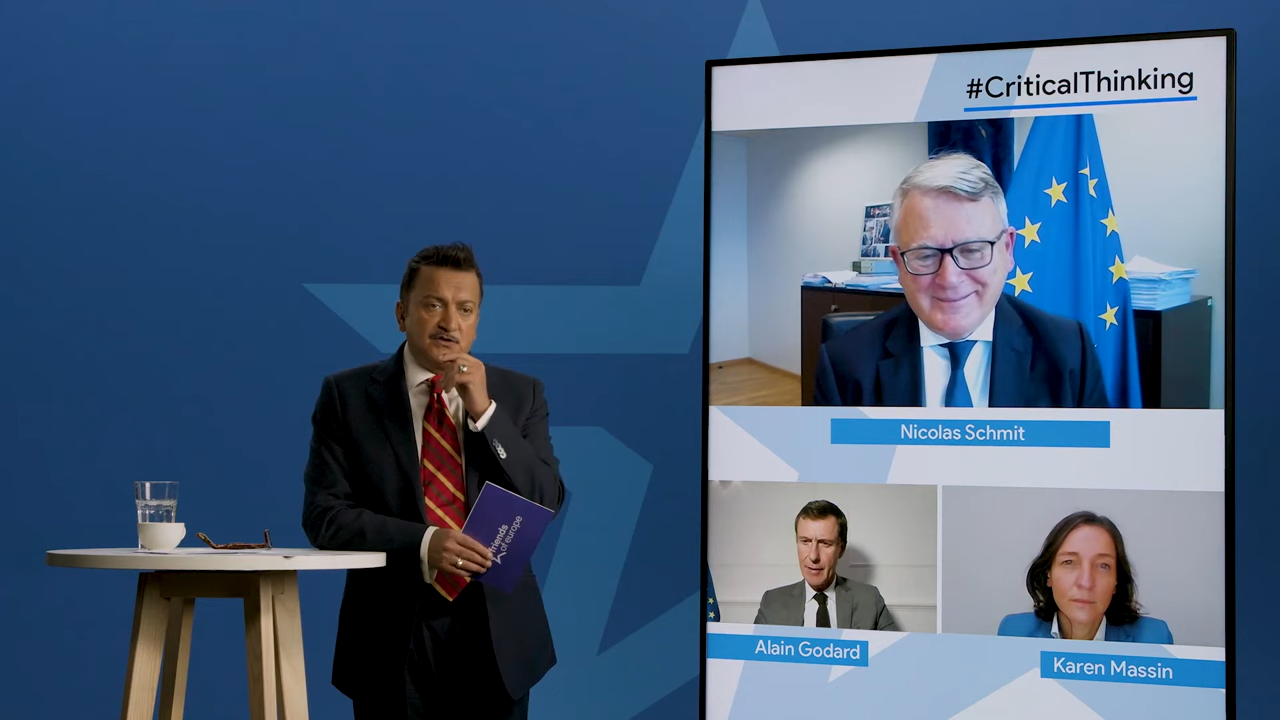 #CriticalThinking
Nicolas Schmit
Alain Godard
Karen Massin
friends
of europe